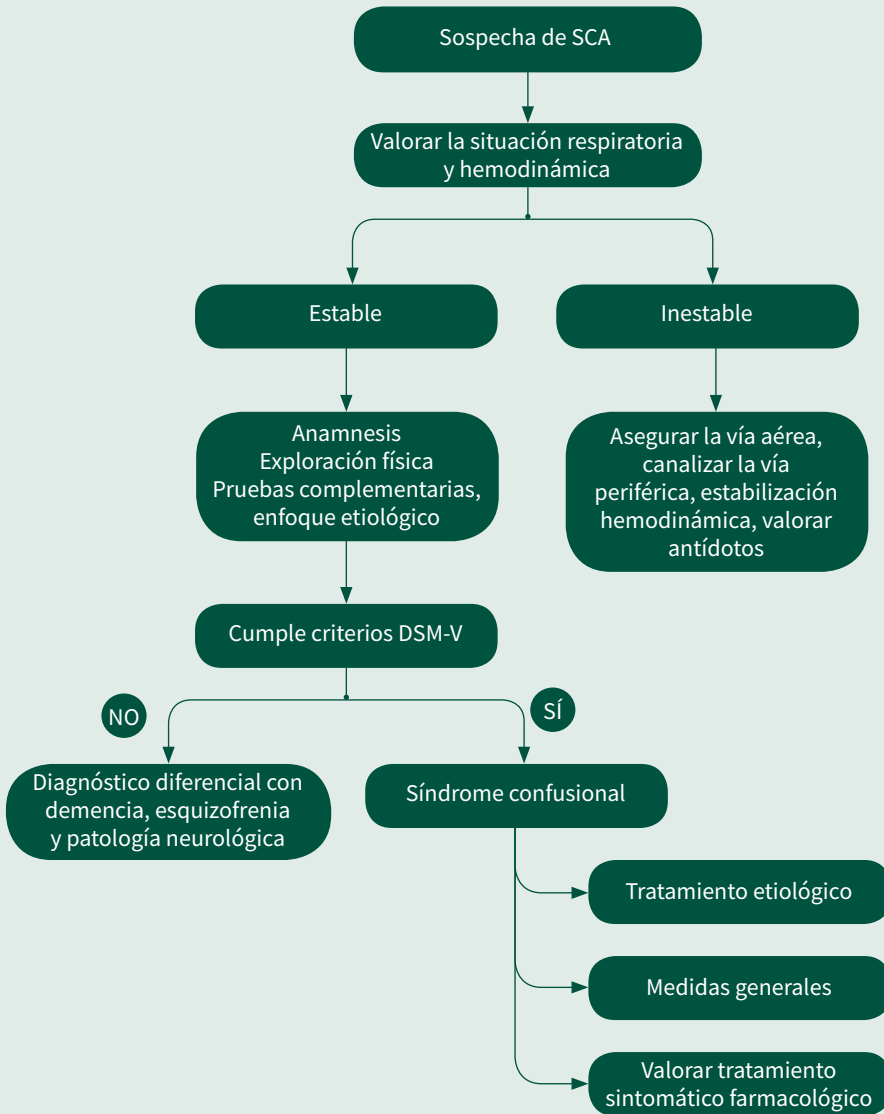 Sospecha de SCA
Valorar la situación respiratoria
y hemodinámica
Estable
Inestable
Anamnesis
Exploración física
Pruebas complementarias,
enfoque etiológico
Asegurar la vía aérea,
canalizar la vía
periférica, estabilización
hemodinámica, valorar
antídotos
Cumple criterios DSM-V
NO
SÍ
Diagnóstico diferencial con
demencia, esquizofrenia
y patología neurológica
Síndrome confusional
Tratamiento etiológico
Medidas generales
Valorar tratamiento
sintomático farmacológico